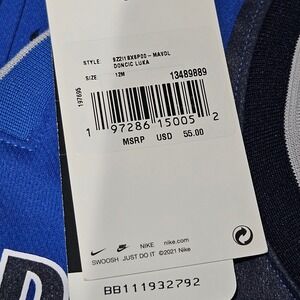 STYLE 9Z2I1BX6P00-MAVDL
DONCIC LUKA
SIZE 12M
13489889
197695
1 97286 15005 2
MSRP USD 55.00
NIKE nike.com
SWOOSH JUST DO IT ©2021 Nike
BB111932792
D